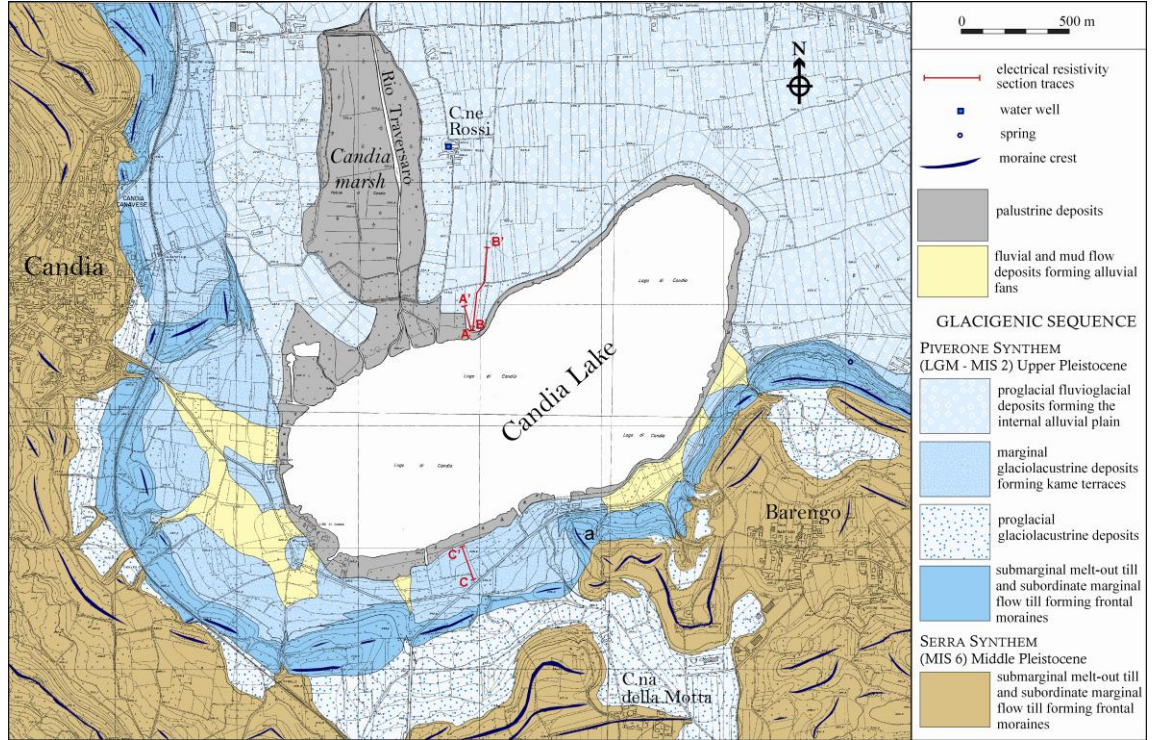 Rio Traversaro
C.ne
Rossi
Candia
marsh
N
CANDIA
CANAVESE
Candia
B'
A'
A
B
Lago di Candia
Lago di Candia
Candia Lake
Lago di Candia
Lago di Candia
Barengo
a
C'
C
C.na
della Motta
0
500 m
electrical resistivity
section traces
water well
spring
moraine crest
palustrine deposits
fluvial and mud flow
deposits forming alluvial
fans
GLACIGENIC SEQUENCE
PIVERONE SYNTHEM
(LGM - MIS 2) Upper Pleistocene
proglacial fluvioglacial
deposits forming the
internal alluvial plain
marginal
glaciolacustrine deposits
forming kame terraces
proglacial
glaciolacustrine deposits
submarginal melt-out till
and subordinate marginal
flow till forming frontal
moraines
SERRA SYNTHEM
(MIS 6) Middle Pleistocene
submarginal melt-out till
and subordinate marginal
flow till forming frontal
moraines